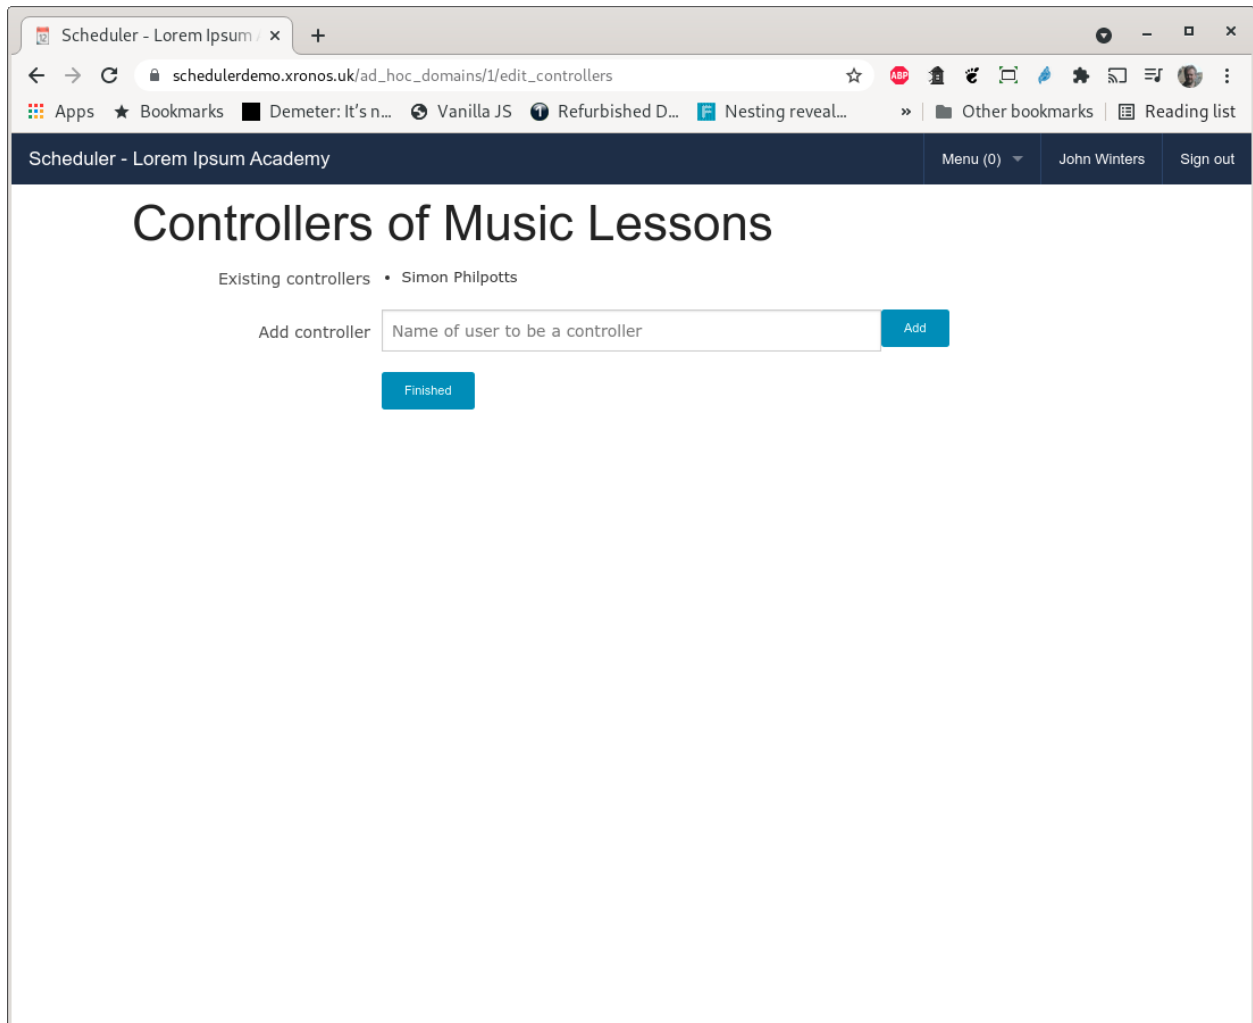 Scheduler - Lorem Ipsum
schedulerdemo.xronos.uk/ad_hoc_domains/1/edit_controllers ABP
Apps Bookmarks Demeter: It's n... Vanilla JS Refurbished D... Nesting reveal... » Other bookmarks Reading list
Scheduler - Lorem Ipsum Academy Menu (0) John Winters Sign out
Controllers of Music Lessons
Existing controllers • Simon Philpotts
Add controller Name of user to be a controller Add
Finished